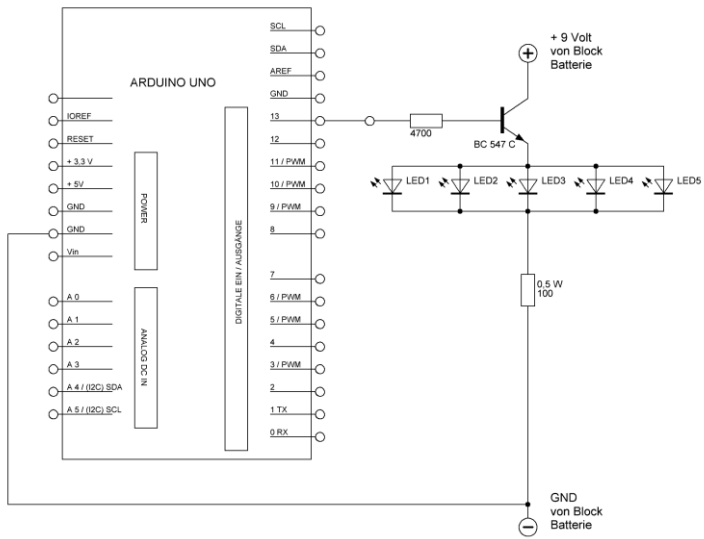 ARDUINO UNO
IOREF
RESET
+ 3,3 V
+ 5V
GND
GND
Vin
POWER
A 0
A 1
A 2
A 3
A 4 / (I2C) SDA
A 5 / (I2C) SCL
ANALOG DC IN
DIGITALE EIN / AUSGÄNGE
SCL
SDA
AREF
GND
13
12
11 / PWM
10 / PWM
9 / PWM
8
7
6 / PWM
5 / PWM
4
3 / PWM
2
1 TX
0 RX
4700
BC 547 C
+ 9 Volt
von Block
Batterie
LED1
LED2
LED3
LED4
LED5
0,5 W
100
GND
von Block
Batterie